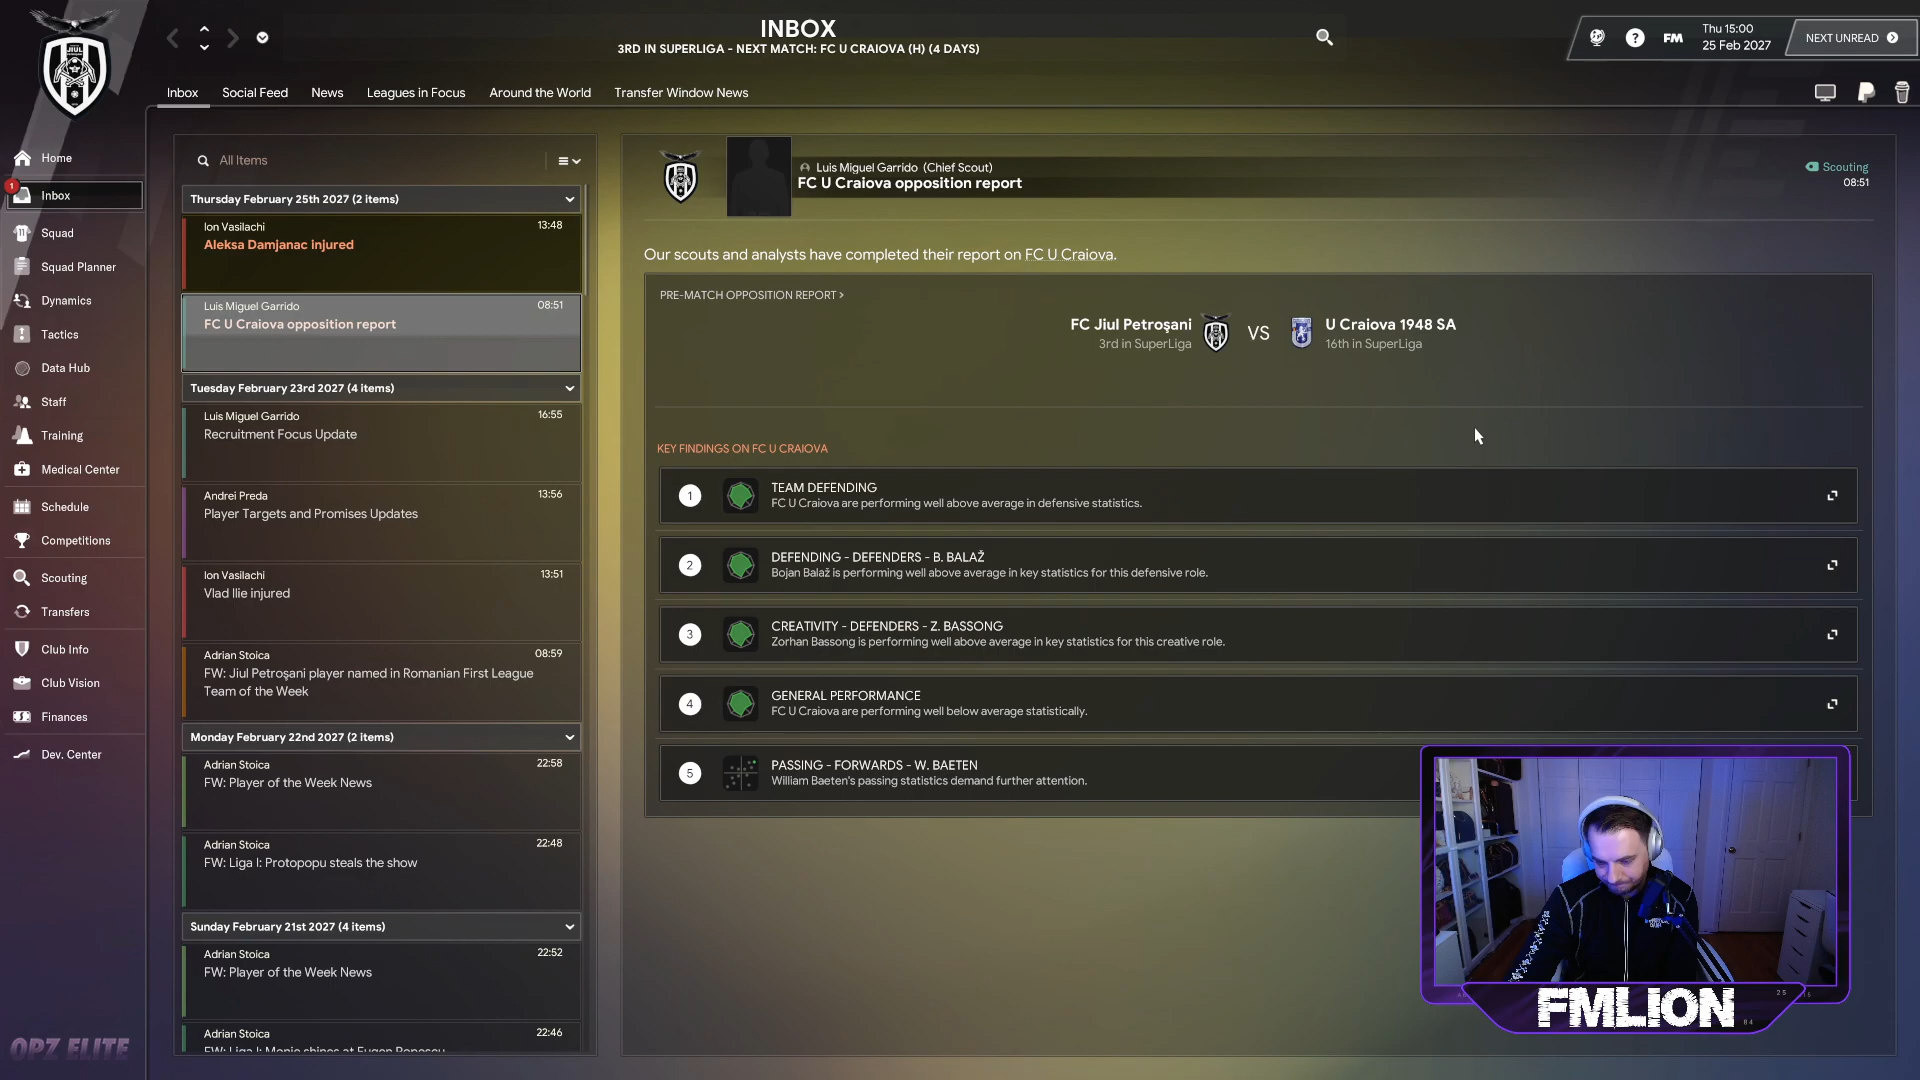 INBOX
3RD IN SUPERLIGA - NEXT MATCH: FC U CRAIOVA (H) (4 DAYS)
FM
Thu 15:00
25 Feb 2027
NEXT UNREAD
Inbox
Social Feed
News
Leagues in Focus
Around the World
Transfer Window News
Home
1
Inbox
Squad
Squad Planner
Dynamics
Tactics
Data Hub
Staff
Training
Medical Center
Schedule
Competitions
Scouting
Transfers
Club Info
Club Vision
Finances
Dev. Center
OPZ ELITE
All Items
Thursday February 25th 2027 (2 items)
Ion Vasilachi 13:48
Aleksa Damjanac injured
Luis Miguel Garrido 08:51
FC U Craiova opposition report
Tuesday February 23rd 2027 (4 items)
Luis Miguel Garrido 16:55
Recruitment Focus Update
Andrei Preda 13:56
Player Targets and Promises Updates
Ion Vasilachi 13:51
Vlad Ilie injured
Adrian Stoica 08:59
FW: Jiul Petroşani player named in Romanian First League
Team of the Week
Monday February 22nd 2027 (2 items)
Adrian Stoica 22:58
FW: Player of the Week News
Adrian Stoica 22:48
FW: Liga I: Protopopu steals the show
Sunday February 21st 2027 (4 items)
Adrian Stoica 22:52
FW: Player of the Week News
Adrian Stoica 22:46
FW: Liga I: Monie shines at Eugen Popescu
Luis Miguel Garrido (Chief Scout)
FC U Craiova opposition report
Scouting
08:51
Our scouts and analysts have completed their report on FC U Craiova.
PRE-MATCH OPPOSITION REPORT >
FC Jiul Petroşani
3rd in SuperLiga
VS
U Craiova 1948 SA
16th in SuperLiga
KEY FINDINGS ON FC U CRAIOVA
1
TEAM DEFENDING
FC U Craiova are performing well above average in defensive statistics.
2
DEFENDING - DEFENDERS - B. BALAŽ
Bojan Balaž is performing well above average in key statistics for this defensive role.
3
CREATIVITY - DEFENDERS - Z. BASSONG
Zorhan Bassong is performing well above average in key statistics for this creative role.
4
GENERAL PERFORMANCE
FC U Craiova are performing well below average statistically.
5
PASSING - FORWARDS - W. BAETEN
William Baeten's passing statistics demand further attention.
FMLION